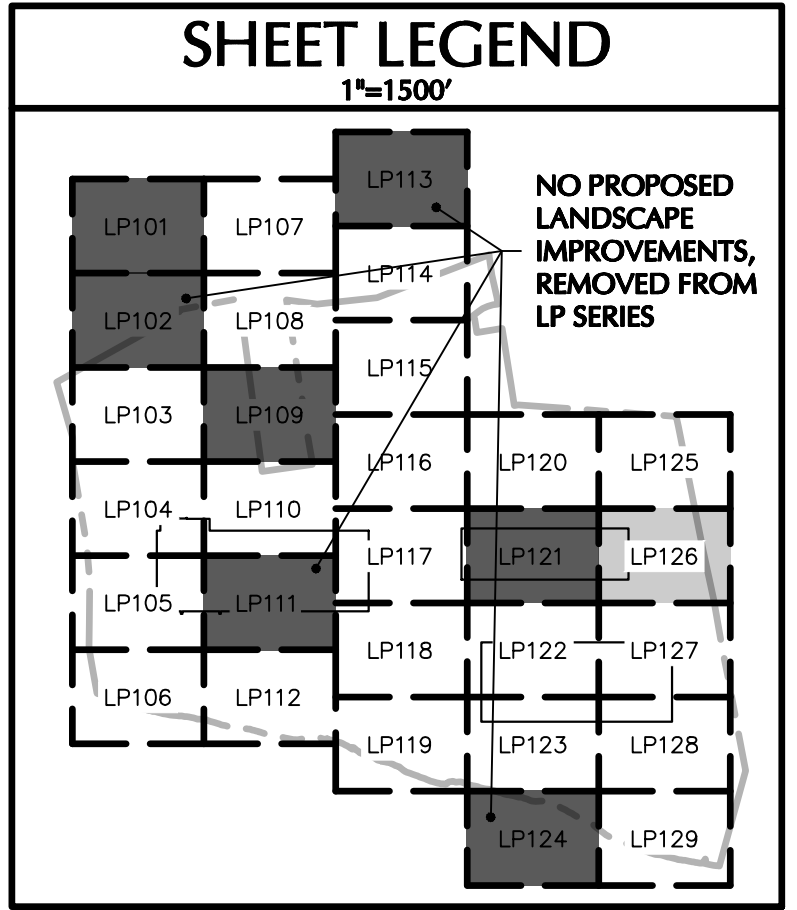 SHEET LEGEND
1"=1500'
NO PROPOSED
LANDSCAPE
IMPROVEMENTS,
REMOVED FROM
LP SERIES
LP113
LP101
LP107
LP114
LP102
LP108
LP115
LP103
LP109
LP116
LP120
LP125
LP104
LP110
LP117
LP121
LP126
LP105
LP111
LP118
LP122
LP127
LP106
LP112
LP119
LP123
LP128
LP124
LP129